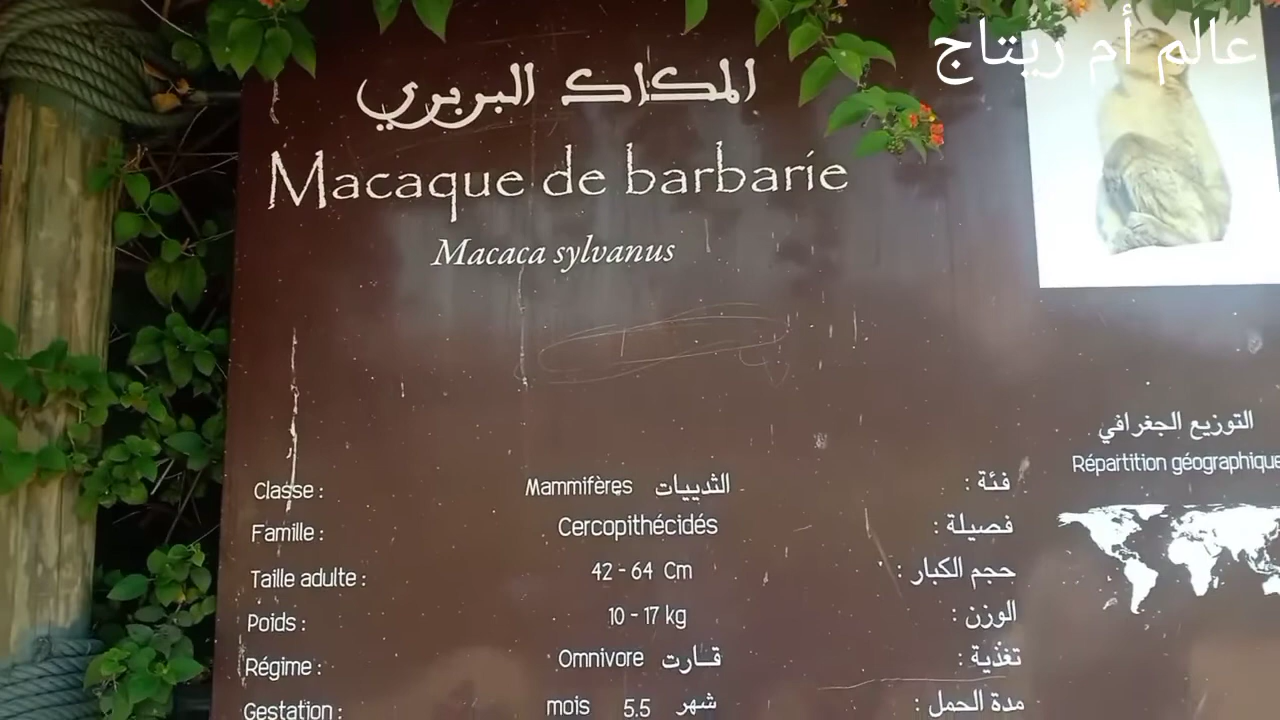 عالم أم ريتاج
المكاك البربري
Macaque de barbarie
Macaca sylvanus
التوزيع الجغرافي
Répartition géographique
Classe : Mammifères الثدييات فئة :
Famille : Cercopithécidés فصيلة :
Taille adulte : 42 - 64 Cm حجم الكبار :
Poids : 10 - 17 kg الوزن :
Régime : Omnivore قــارت تغذية :
Gestation : mois 5.5 شهر مدة الحمل :